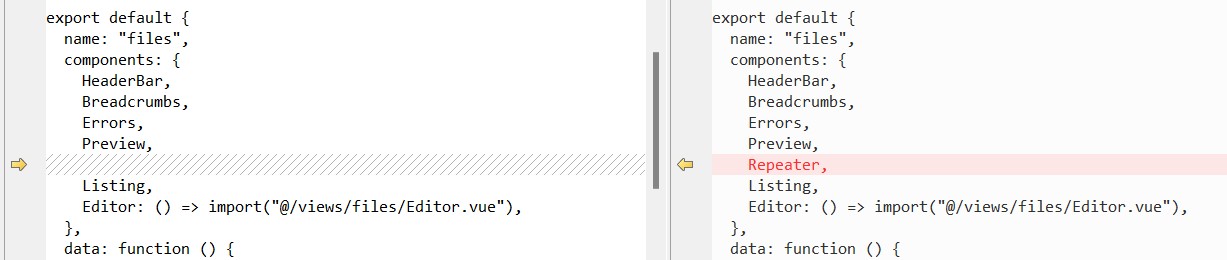 export default {
  name: "files",
  components: {
    HeaderBar,
    Breadcrumbs,
    Errors,
    Preview,
    Listing,
    Editor: () => import("@/views/files/Editor.vue"),
  },
  data: function () {
export default {
  name: "files",
  components: {
    HeaderBar,
    Breadcrumbs,
    Errors,
    Preview,
    Repeater,
    Listing,
    Editor: () => import("@/views/files/Editor.vue"),
  },
  data: function () {